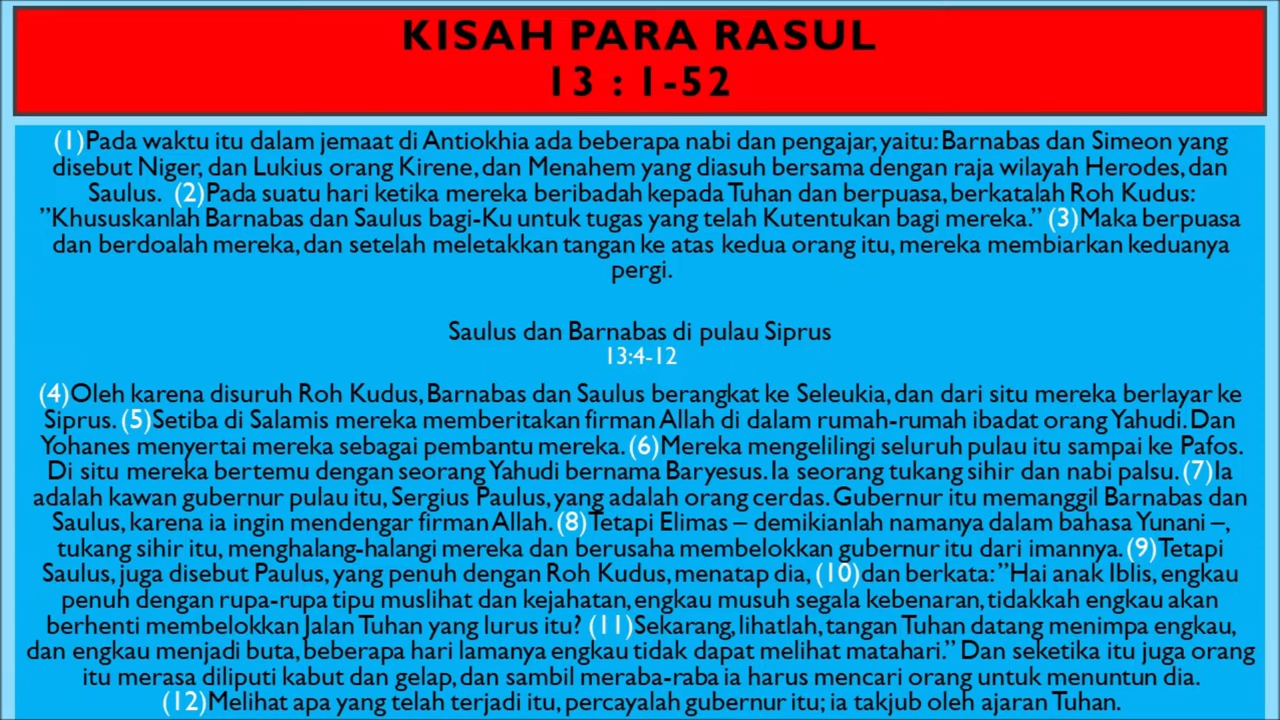 KISAH PARA RASUL
13 : 1-52
(1)Pada waktu itu dalam jemaat di Antiokhia ada beberapa nabi dan pengajar, yaitu: Barnabas dan Simeon yang
disebut Niger, dan Lukius orang Kirene, dan Menahem yang diasuh bersama dengan raja wilayah Herodes, dan
Saulus. (2)Pada suatu hari ketika mereka beribadah kepada Tuhan dan berpuasa, berkatalah Roh Kudus:
”Khususkanlah Barnabas dan Saulus bagi-Ku untuk tugas yang telah Kutentukan bagi mereka.” (3)Maka berpuasa
dan berdoalah mereka, dan setelah meletakkan tangan ke atas kedua orang itu, mereka membiarkan keduanya
pergi.
Saulus dan Barnabas di pulau Siprus
13:4-12
(4)Oleh karena disuruh Roh Kudus, Barnabas dan Saulus berangkat ke Seleukia, dan dari situ mereka berlayar ke
Siprus. (5)Setiba di Salamis mereka memberitakan firman Allah di dalam rumah-rumah ibadat orang Yahudi. Dan
Yohanes menyertai mereka sebagai pembantu mereka. (6)Mereka mengelilingi seluruh pulau itu sampai ke Pafos.
Di situ mereka bertemu dengan seorang Yahudi bernama Baryesus. Ia seorang tukang sihir dan nabi palsu. (7)Ia
adalah kawan gubernur pulau itu, Sergius Paulus, yang adalah orang cerdas. Gubernur itu memanggil Barnabas dan
Saulus, karena ia ingin mendengar firman Allah. (8)Tetapi Elimas – demikianlah namanya dalam bahasa Yunani –,
tukang sihir itu, menghalang-halangi mereka dan berusaha membelokkan gubernur itu dari imannya. (9)Tetapi
Saulus, juga disebut Paulus, yang penuh dengan Roh Kudus, menatap dia, (10)dan berkata: ”Hai anak Iblis, engkau
penuh dengan rupa-rupa tipu muslihat dan kejahatan, engkau musuh segala kebenaran, tidakkah engkau akan
berhenti membelokkan Jalan Tuhan yang lurus itu? (11)Sekarang, lihatlah, tangan Tuhan datang menimpa engkau,
dan engkau menjadi buta, beberapa hari lamanya engkau tidak dapat melihat matahari.” Dan seketika itu juga orang
itu merasa diliputi kabut dan gelap, dan sambil meraba-raba ia harus mencari orang untuk menuntun dia.
(12)Melihat apa yang telah terjadi itu, percayalah gubernur itu; ia takjub oleh ajaran Tuhan.